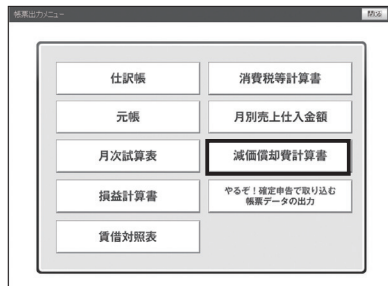 帳票出力メニュー
閉じる
仕訳帳
消費税等計算書
元帳
月別売上仕入金額
月次試算表
減価償却費計算書
損益計算書
やるぞ！確定申告で取り込む
帳票データの出力
賃借対照表